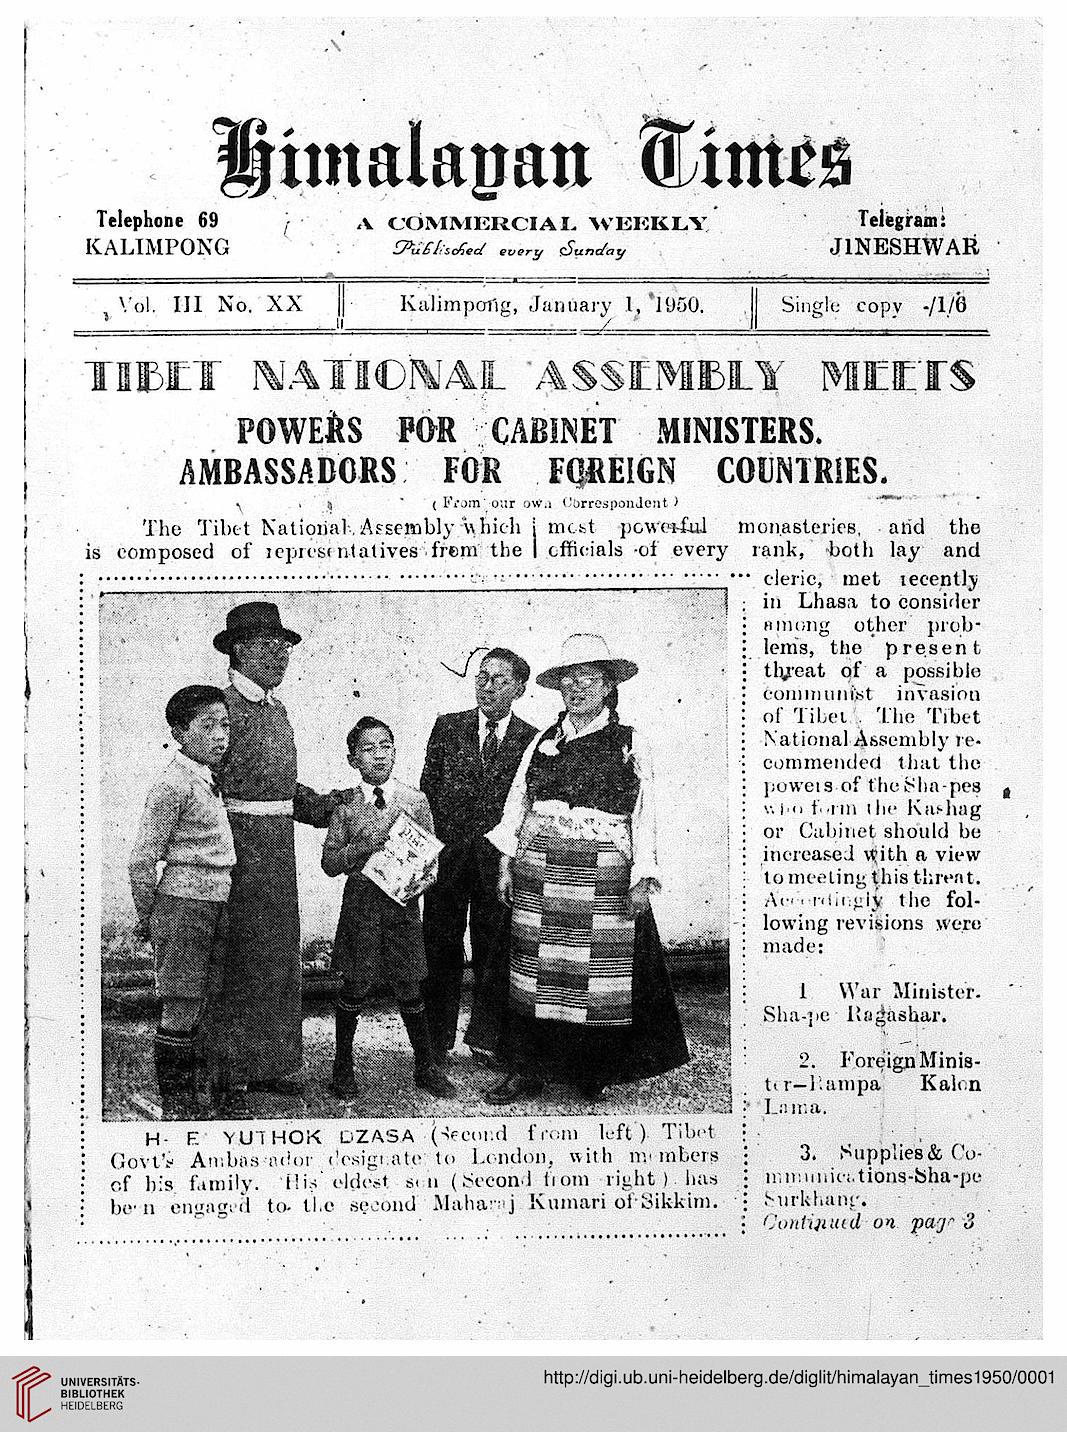 Himalayan Times
Telephone 69
KALIMPONG
A COMMERCIAL WEEKLY
Published every Sunday
Telegram:
JINESHWAR
Vol. III No. XX
Kalimpong, January 1, 1950.
Single copy -/1/6
TIBET NATIONAL ASSEMBLY MEETS
POWERS FOR CABINET MINISTERS.
AMBASSADORS FOR FOREIGN COUNTRIES.
(From our own Correspondent)
The Tibet National Assembly which
is composed of representatives from the
most powerful monasteries, and the
officials of every rank, both lay and
cleric, met recently
in Lhasa to consider
among other prob-
lems, the present
threat of a possible
communist invasion
of Tibet. The Tibet
National Assembly re-
commended that the
powers of the Sha-pes
who form the Kashag
or Cabinet should be
increased with a view
to meeting this threat.
Accordingly the fol-
lowing revisions were
made:
1 War Minister.
Sha-pe Ragashar.
2. Foreign Minis-
ter—Rampa Kalon
Lama.
3. Supplies & Co-
mmunications-Sha-pe
Surkhang.
Continued on page 3
H. E. YUTHOK DZASA (Second from left) Tibet
Govt's Ambassador designate to London, with members
of his family. His eldest son (Second from right) has
been engaged to the second Maharaj Kumari of Sikkim.
UNIVERSITÄTS-
BIBLIOTHEK
HEIDELBERG
http://digi.ub.uni-heidelberg.de/diglit/himalayan_times1950/0001